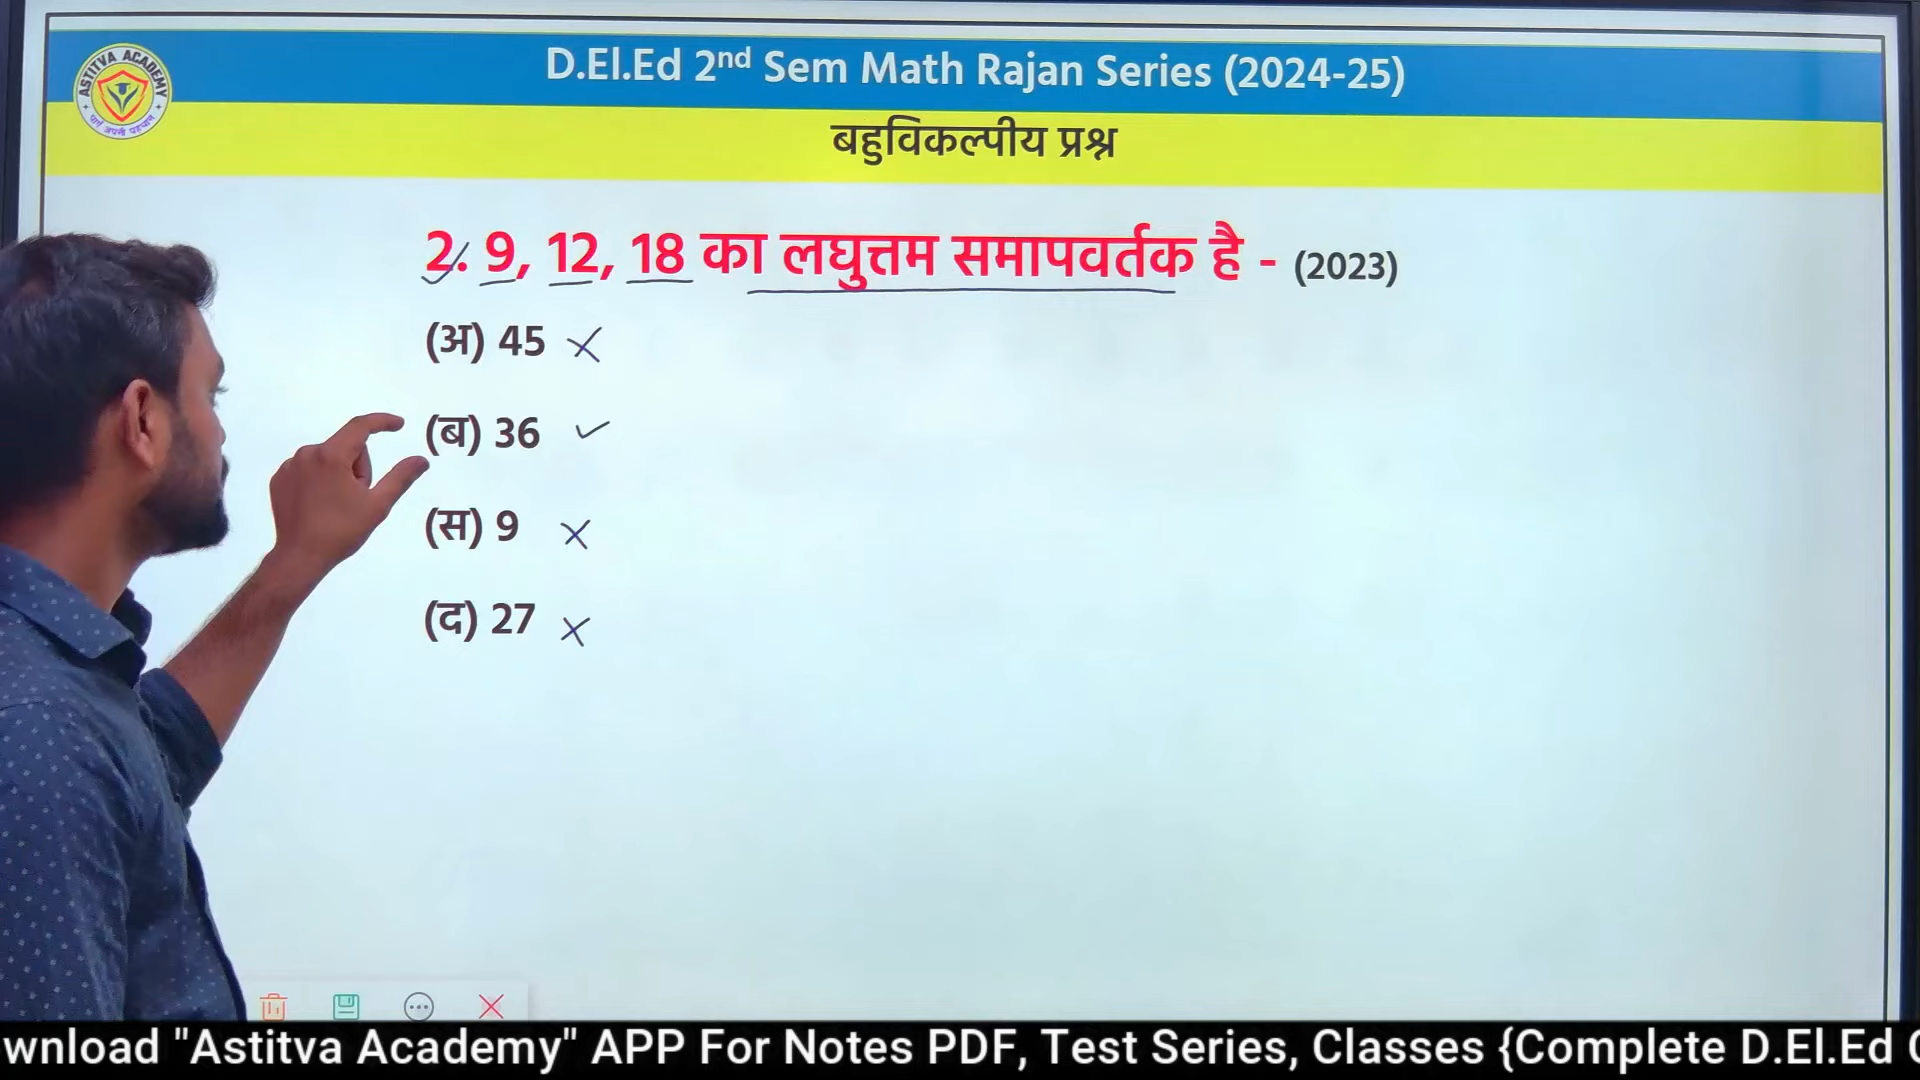 ASTITVA ACADEMY
D.El.Ed 2nd Sem Math Rajan Series (2024-25)
बहुविकल्पीय प्रश्न
2. 9, 12, 18 का लघुत्तम समापवर्तक है - (2023)
(अ) 45
(ब) 36
(स) 9
(द) 27
wnload "Astitva Academy" APP For Notes PDF, Test Series, Classes {Complete D.El.Ed